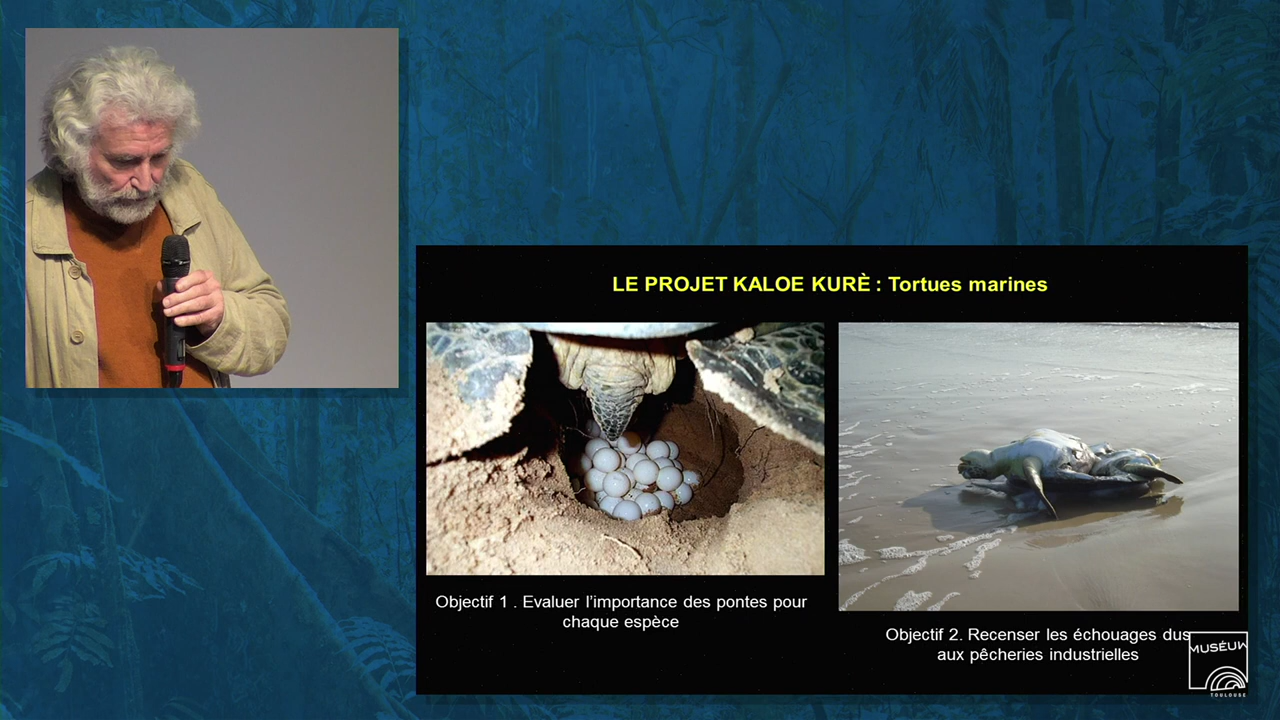 LE PROJET KALOE KURÈ : Tortues marines
Objectif 1 . Evaluer l'importance des pontes pour
chaque espèce
Objectif 2. Recenser les échouages dus
aux pêcheries industrielles
MUSÉUM
TOULOUSE